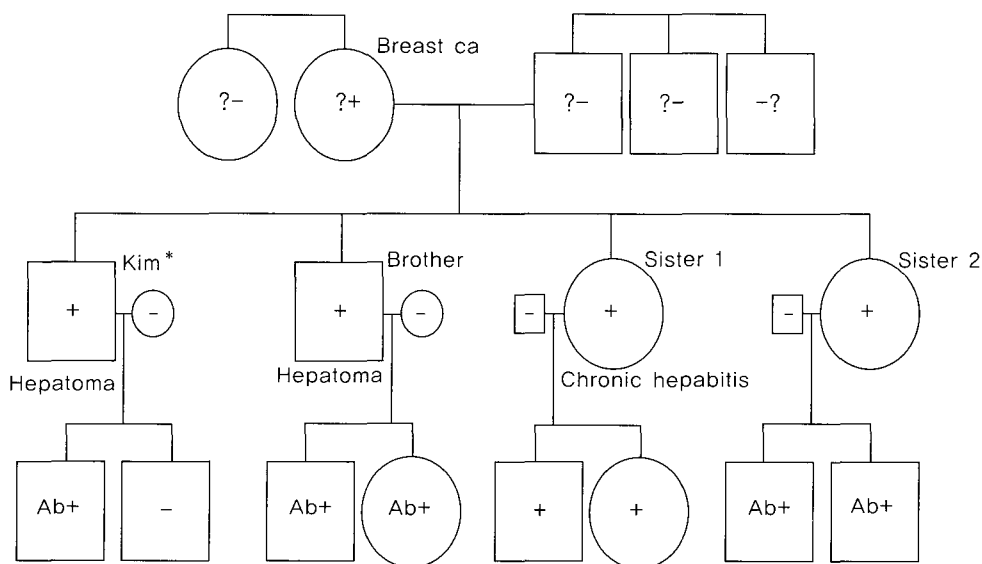 Breast ca
?- ?+ ?- ?- -?
Kim* Brother Sister 1 Sister 2
+ - + - - + - +
Hepatoma Hepatoma Chronic hepabitis
Ab+ - Ab+ Ab+ + + Ab+ Ab+